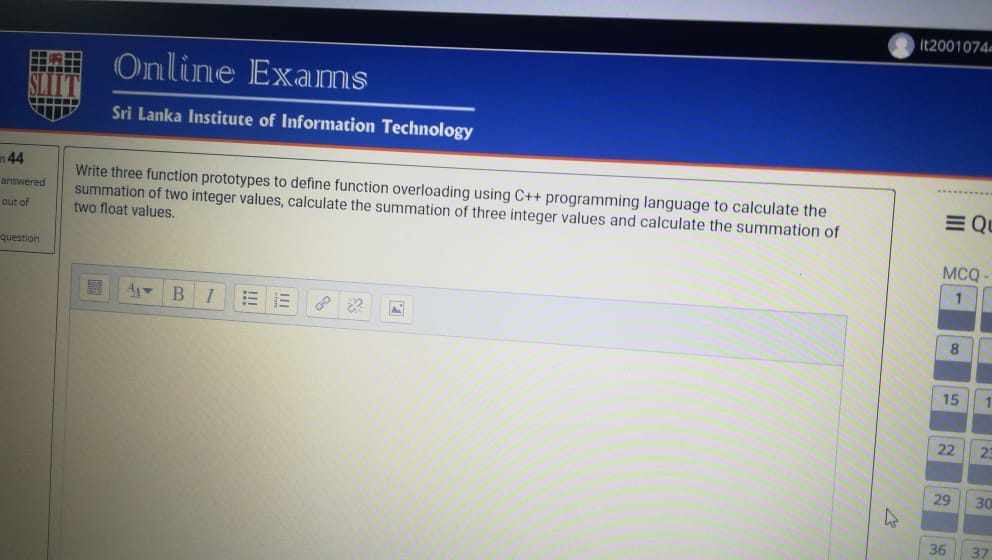 it2001074
SLIIT
Online Exams
Sri Lanka Institute of Information Technology
44
answered
out of
question
Write three function prototypes to define function overloading using C++ programming language to calculate the
summation of two integer values, calculate the summation of three integer values and calculate the summation of
two float values.
B I
MCQ -
1
8
15
22
29 30
36 37